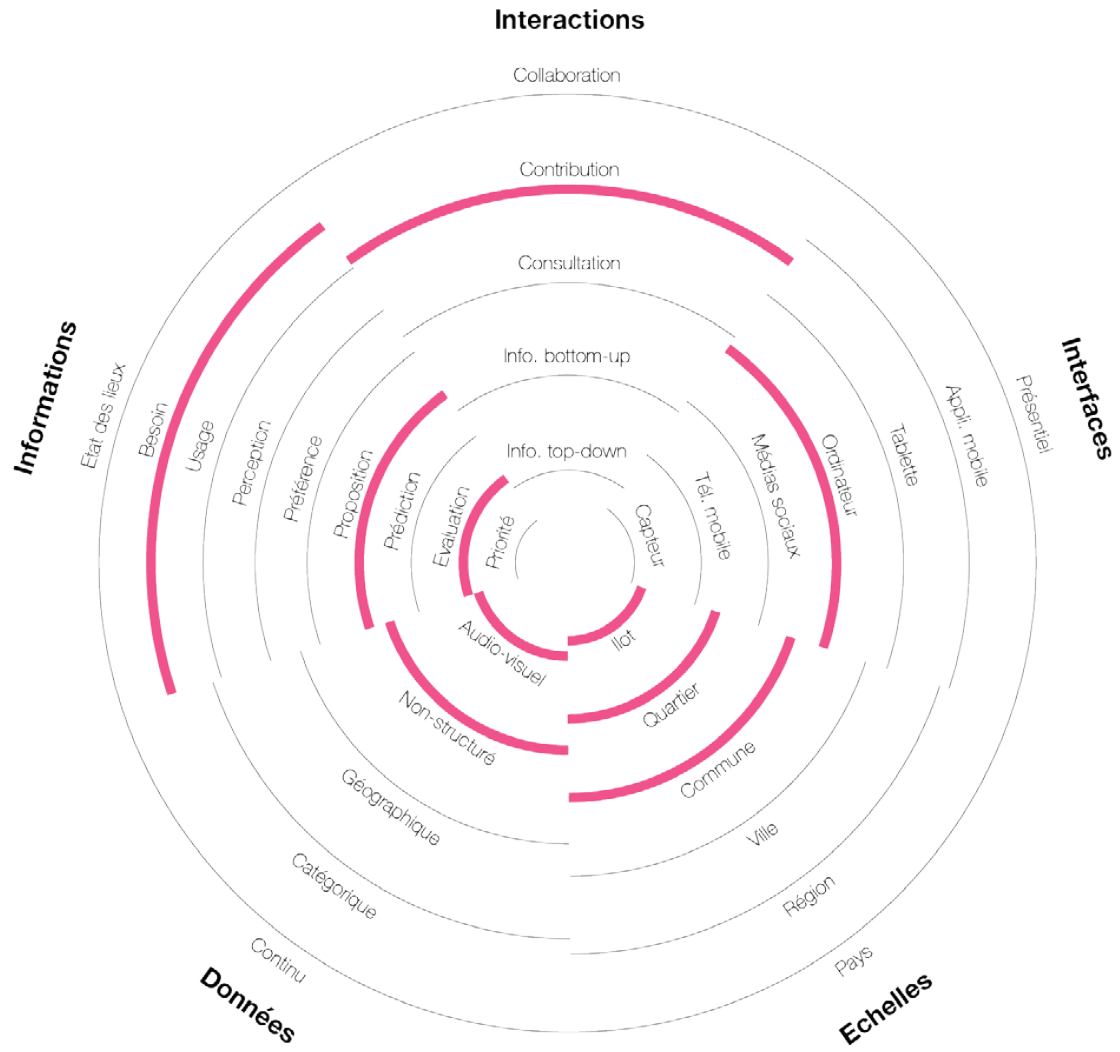 Interactions
Collaboration
Contribution
Consultation
Info. bottom-up
Info. top-down
Interfaces
Présentiel
Appli. mobile
Tablette
Ordinateur
Médias sociaux
Tél. mobile
Capteur
Echelles
Pays
Région
Ville
Commune
Quartier
Ilot
Données
Continu
Catégorique
Géographique
Non-structuré
Audio-visuel
Informations
Etat des lieux
Besoin
Usage
Perception
Préférence
Proposition
Prédiction
Evaluation
Priorité